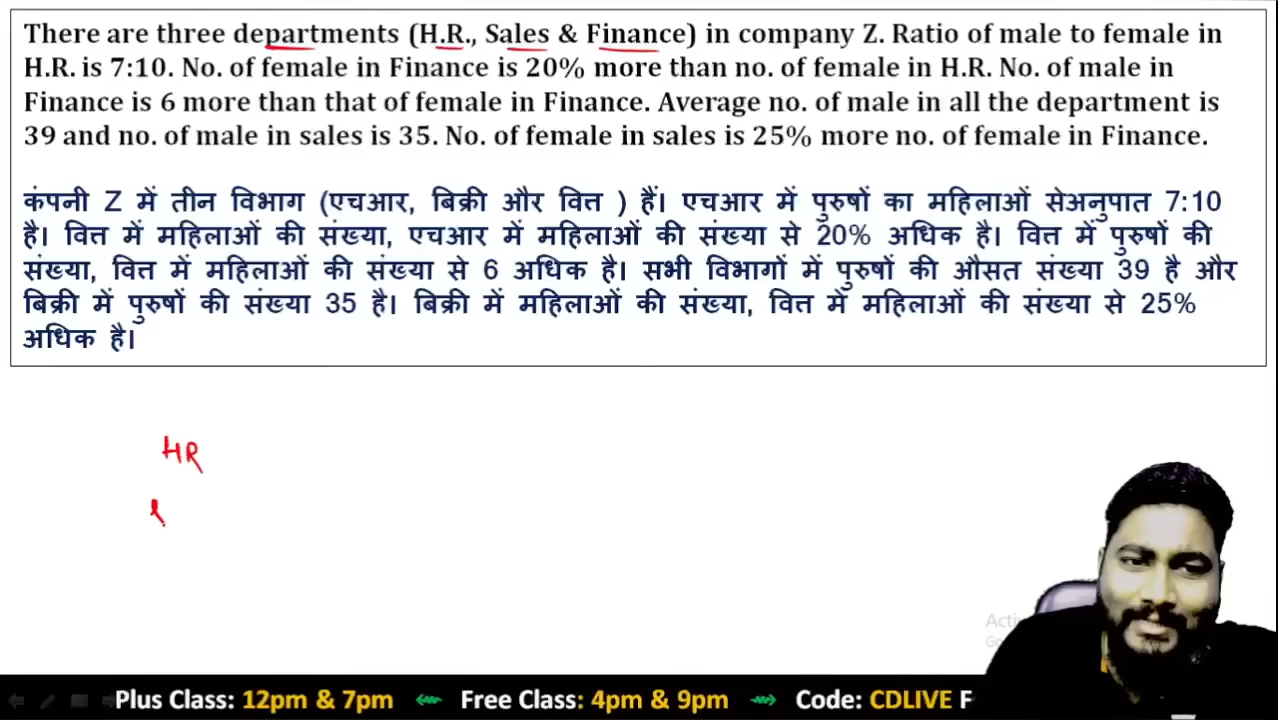 There are three departments (H.R., Sales & Finance) in company Z. Ratio of male to female in
H.R. is 7:10. No. of female in Finance is 20% more than no. of female in H.R. No. of male in
Finance is 6 more than that of female in Finance. Average no. of male in all the department is
39 and no. of male in sales is 35. No. of female in sales is 25% more no. of female in Finance.
कंपनी Z में तीन विभाग (एचआर, बिक्री और वित्त ) हैं। एचआर में पुरुषों का महिलाओं सेअनुपात 7:10
है। वित्त में महिलाओं की संख्या, एचआर में महिलाओं की संख्या से 20% अधिक है। वित्त में पुरुषों की
संख्या, वित्त में महिलाओं की संख्या से 6 अधिक है। सभी विभागों में पुरुषों की औसत संख्या 39 है और
बिक्री में पुरुषों की संख्या 35 है। बिक्री में महिलाओं की संख्या, वित्त में महिलाओं की संख्या से 25%
अधिक है।
HR
Plus Class: 12pm & 7pm Free Class: 4pm & 9pm Code: CDLIVE F